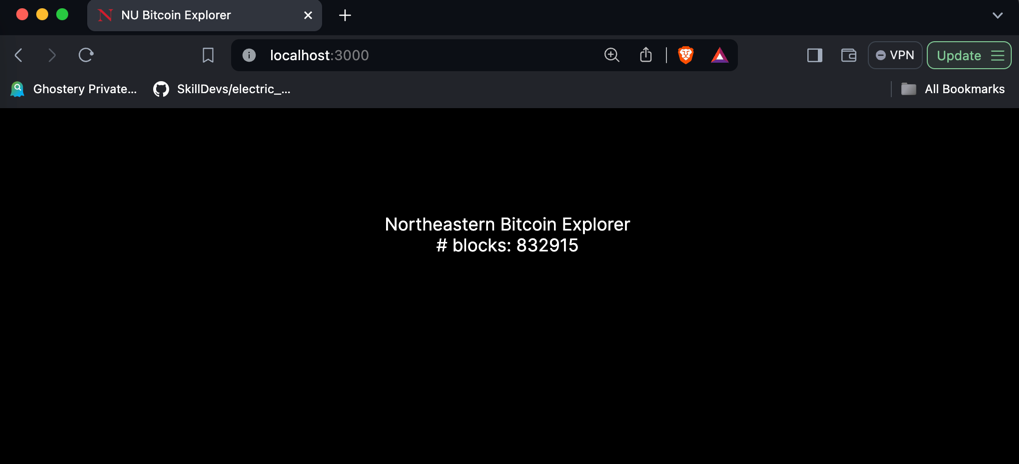 NU Bitcoin Explorer
localhost:3000
VPN
Update
Ghostery Private...
SkillDevs/electric_...
All Bookmarks
Northeastern Bitcoin Explorer
# blocks: 832915